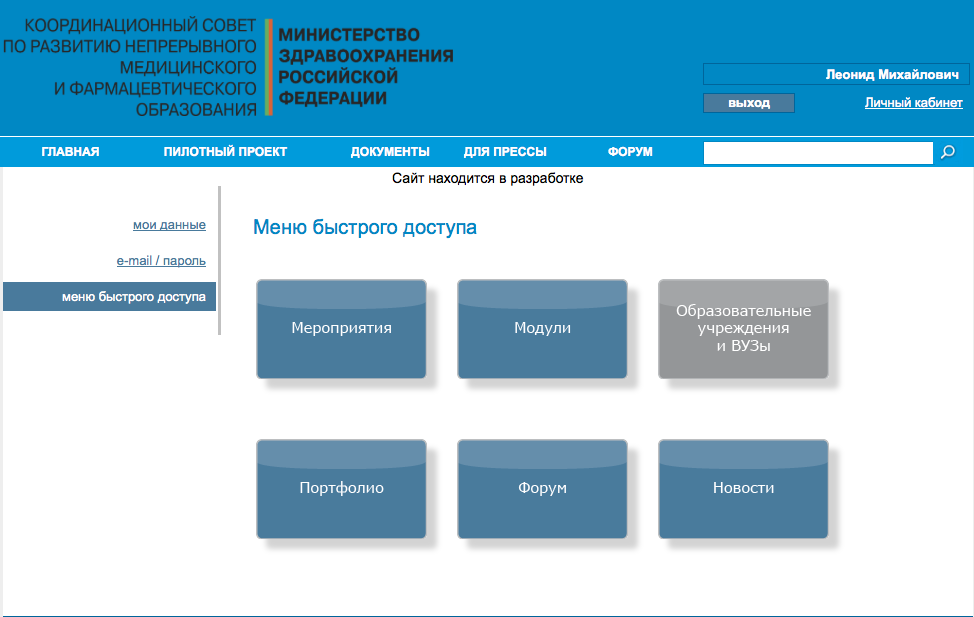 КООРДИНАЦИОННЫЙ СОВЕТ
ПО РАЗВИТИЮ НЕПРЕРЫВНОГО
МЕДИЦИНСКОГО
И ФАРМАЦЕВТИЧЕСКОГО
ОБРАЗОВАНИЯ
МИНИСТЕРСТВО
ЗДРАВООХРАНЕНИЯ
РОССИЙСКОЙ
ФЕДЕРАЦИИ
Леонид Михайлович
выход
Личный кабинет
ГЛАВНАЯ
ПИЛОТНЫЙ ПРОЕКТ
ДОКУМЕНТЫ
ДЛЯ ПРЕССЫ
ФОРУМ
Сайт находится в разработке
мои данные
e-mail / пароль
меню быстрого доступа
Меню быстрого доступа
Мероприятия
Модули
Образовательные
учреждения
и ВУЗы
Портфолио
Форум
Новости